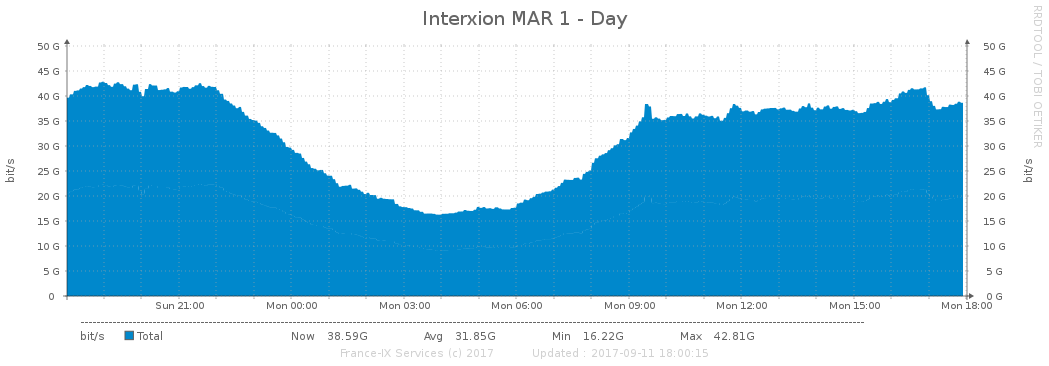 Interxion MAR 1 - Day
RRDTOOL / TOBI OETIKER
50 G 50 G
45 G 45 G
40 G 40 G
35 G 35 G
30 G 30 G
25 G 25 G
20 G 20 G
15 G 15 G
10 G 10 G
5 G 5 G
0 0 G
bit/s bit/s
Sun 21:00 Mon 00:00 Mon 03:00 Mon 06:00 Mon 09:00 Mon 12:00 Mon 15:00 Mon 18:00
bit/s Total Now 38.59G Avg 31.85G Min 16.22G Max 42.81G
France-IX Services (c) 2017 Updated : 2017-09-11 18:00:15